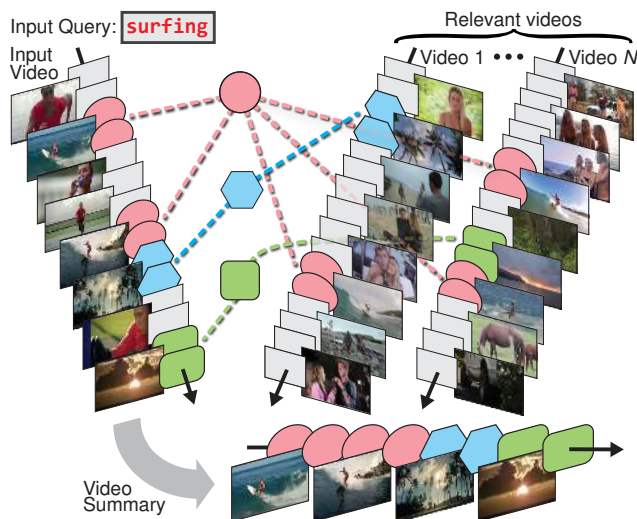 Input Query: surfing
Relevant videos
Input
Video
Video 1
Video N
Video
Summary